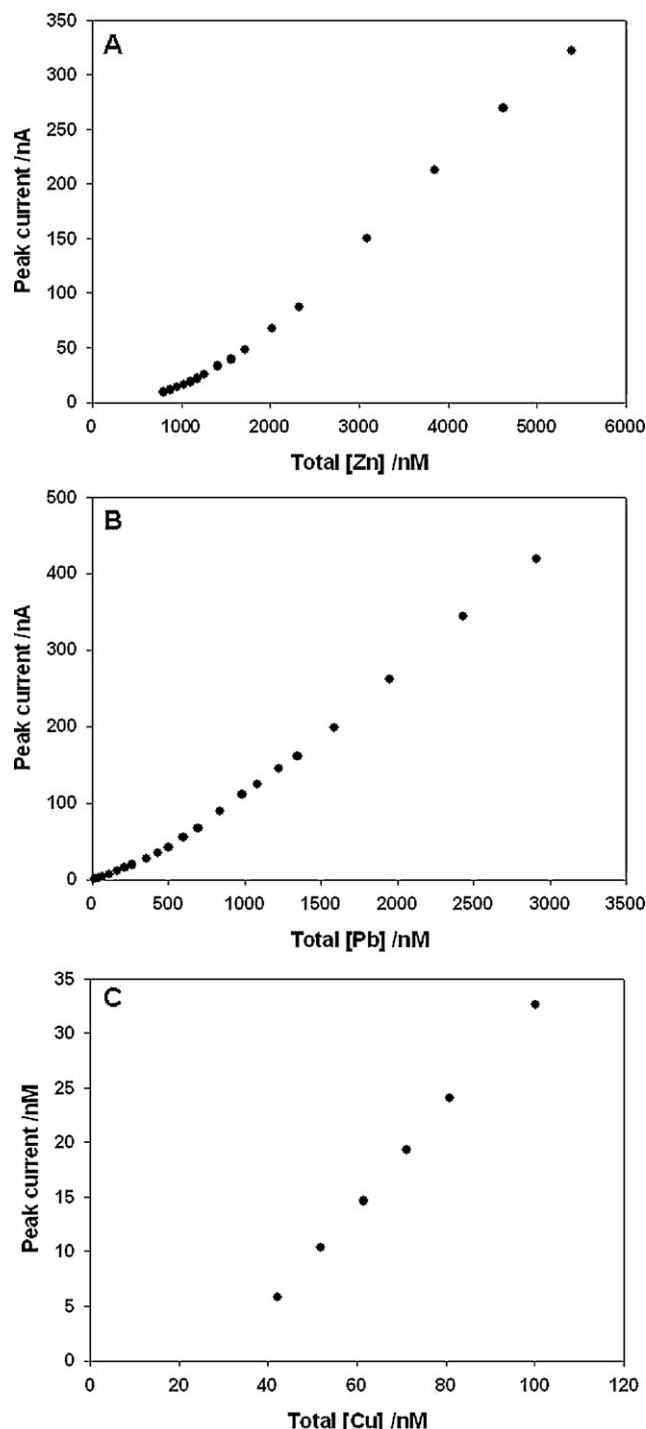 A
350
300
250
200
150
100
50
0
Peak current /nA
0 1000 2000 3000 4000 5000 6000
Total [Zn] /nM
B
500
400
300
200
100
0
Peak current /nA
0 500 1000 1500 2000 2500 3000 3500
Total [Pb] /nM
C
35
30
25
20
15
10
5
0
Peak current /nM
0 20 40 60 80 100 120
Total [Cu] /nM